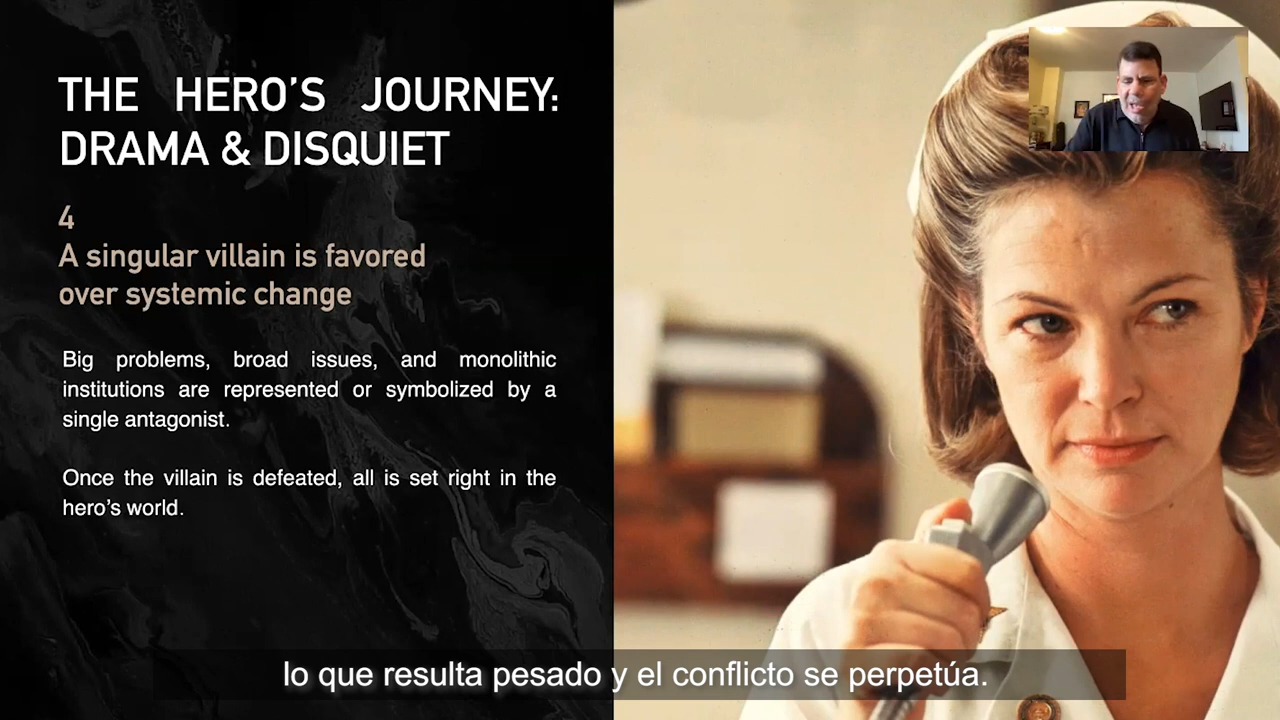 THE HERO'S JOURNEY:
DRAMA & DISQUIET
4
A singular villain is favored
over systemic change
Big problems, broad issues, and monolithic
institutions are represented or symbolized by a
single antagonist.
Once the villain is defeated, all is set right in the
hero's world.
lo que resulta pesado y el conflicto se perpetúa.